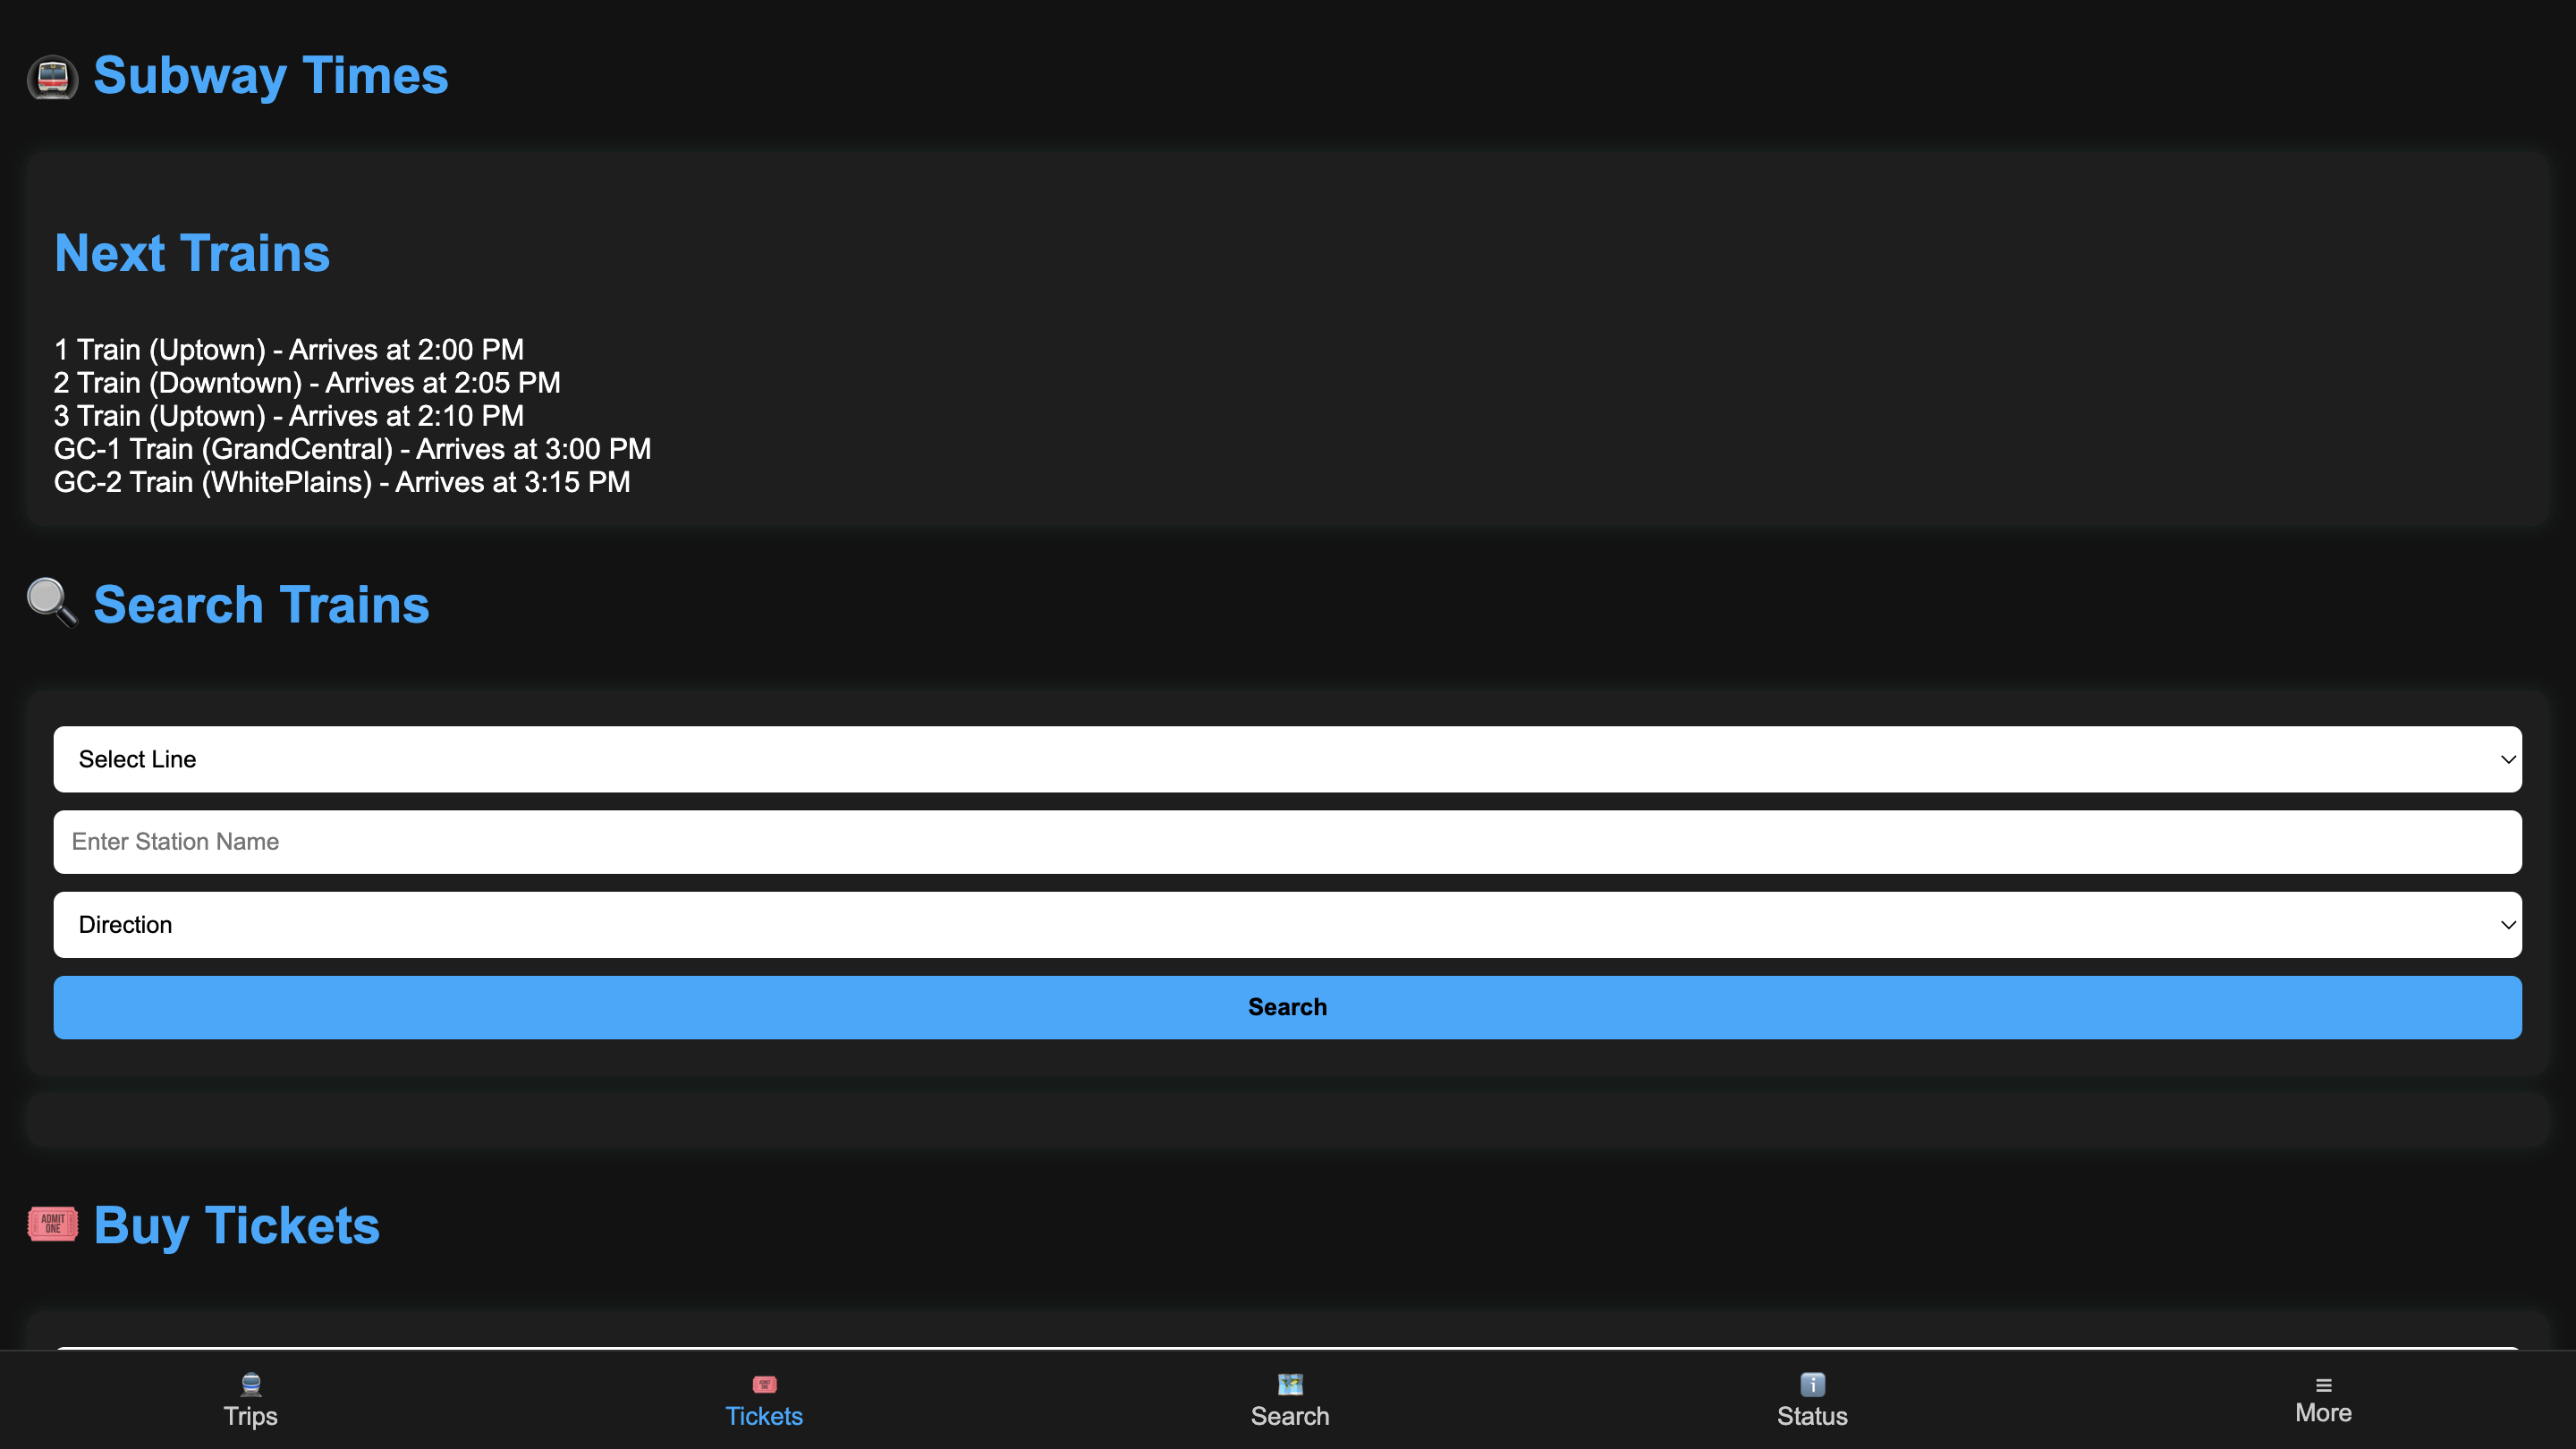 Subway Times
Next Trains
1 Train (Uptown) - Arrives at 2:00 PM
2 Train (Downtown) - Arrives at 2:05 PM
3 Train (Uptown) - Arrives at 2:10 PM
GC-1 Train (GrandCentral) - Arrives at 3:00 PM
GC-2 Train (WhitePlains) - Arrives at 3:15 PM
Search Trains
Select Line
Enter Station Name
Direction
Search
ADMIT
ONE
Buy Tickets
Trips
Tickets
Search
Status
More